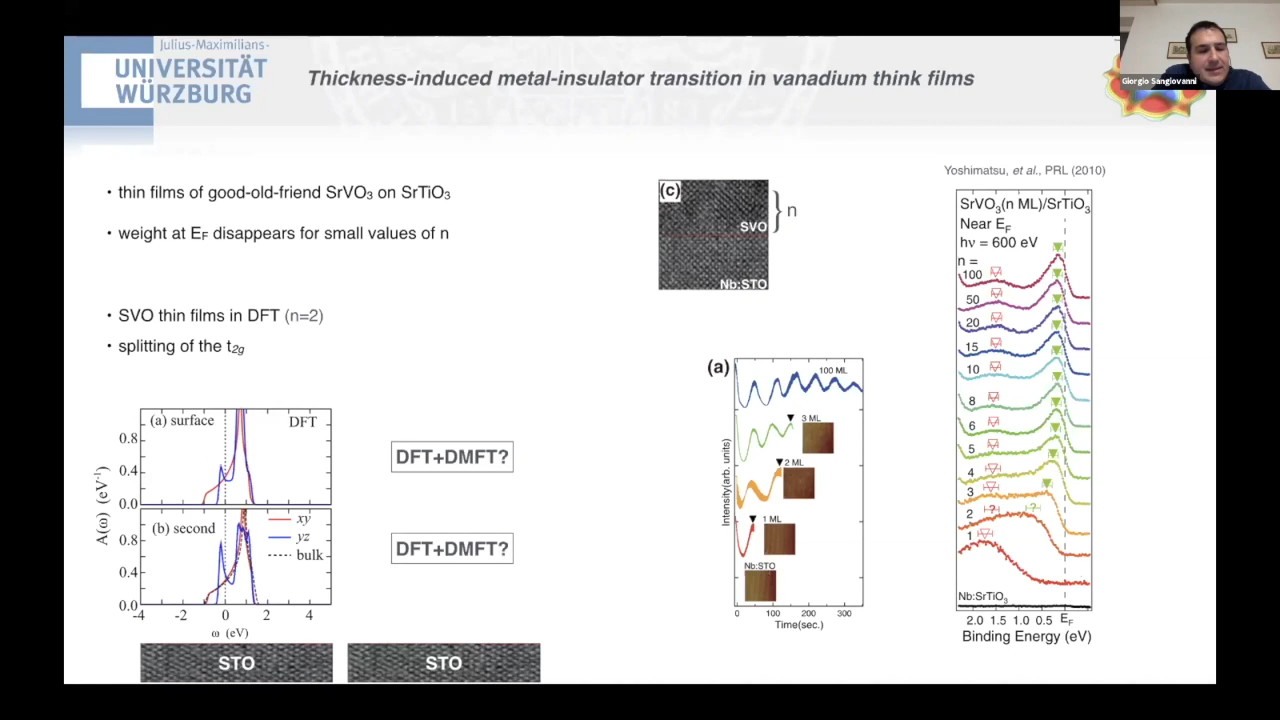 Julius-Maximilians-
UNIVERSITÄT
WÜRZBURG
Thickness-induced metal-insulator transition in vanadium think films
Giorgio Sangiovanni
• thin films of good-old-friend SrVO3 on SrTiO3
• weight at EF disappears for small values of n
• SVO thin films in DFT (n=2)
• splitting of the t2g
(a) surface DFT
0.8
0.4
0.0
(b) second
xy
yz
bulk
0.8
0.4
0.0
A(ω) (eV-1)
-4 -2 0 2 4
ω (eV)
DFT+DMFT?
DFT+DMFT?
STO
STO
(c)
SVO
Nb:STO
n
(a)
100 ML
3 ML
2 ML
1 ML
Nb:STO
Intensity(arb. units)
0 100 200 300
Time(sec.)
Yoshimatsu, et al., PRL (2010)
SrVO3(n ML)/SrTiO3
Near EF
hν = 600 eV
n =
100
50
20
15
10
8
6
5
4
3
2
? ?
1
Nb:SrTiO3
2.0 1.5 1.0 0.5 EF
Binding Energy (eV)